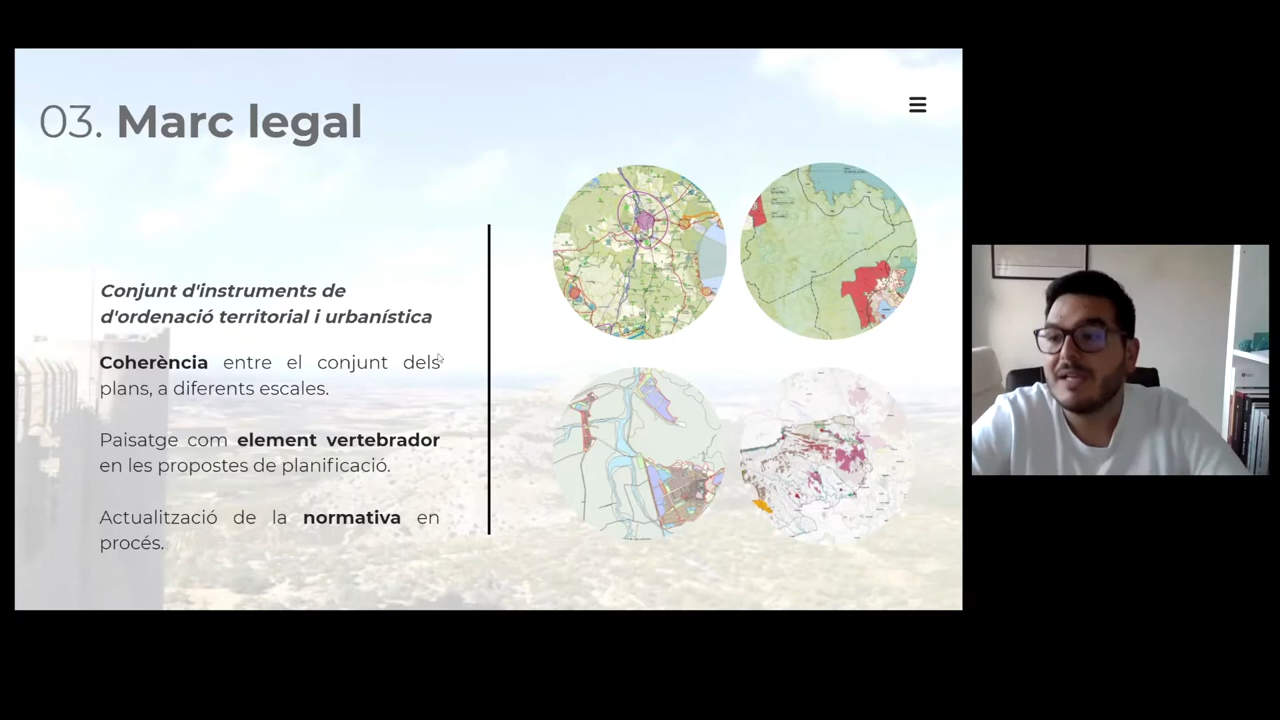 03. Marc legal
Conjunt d'instruments de
d'ordenació territorial i urbanística
Coherència entre el conjunt dels
plans, a diferents escales.
Paisatge com element vertebrador
en les propostes de planificació.
Actualització de la normativa en
procés.